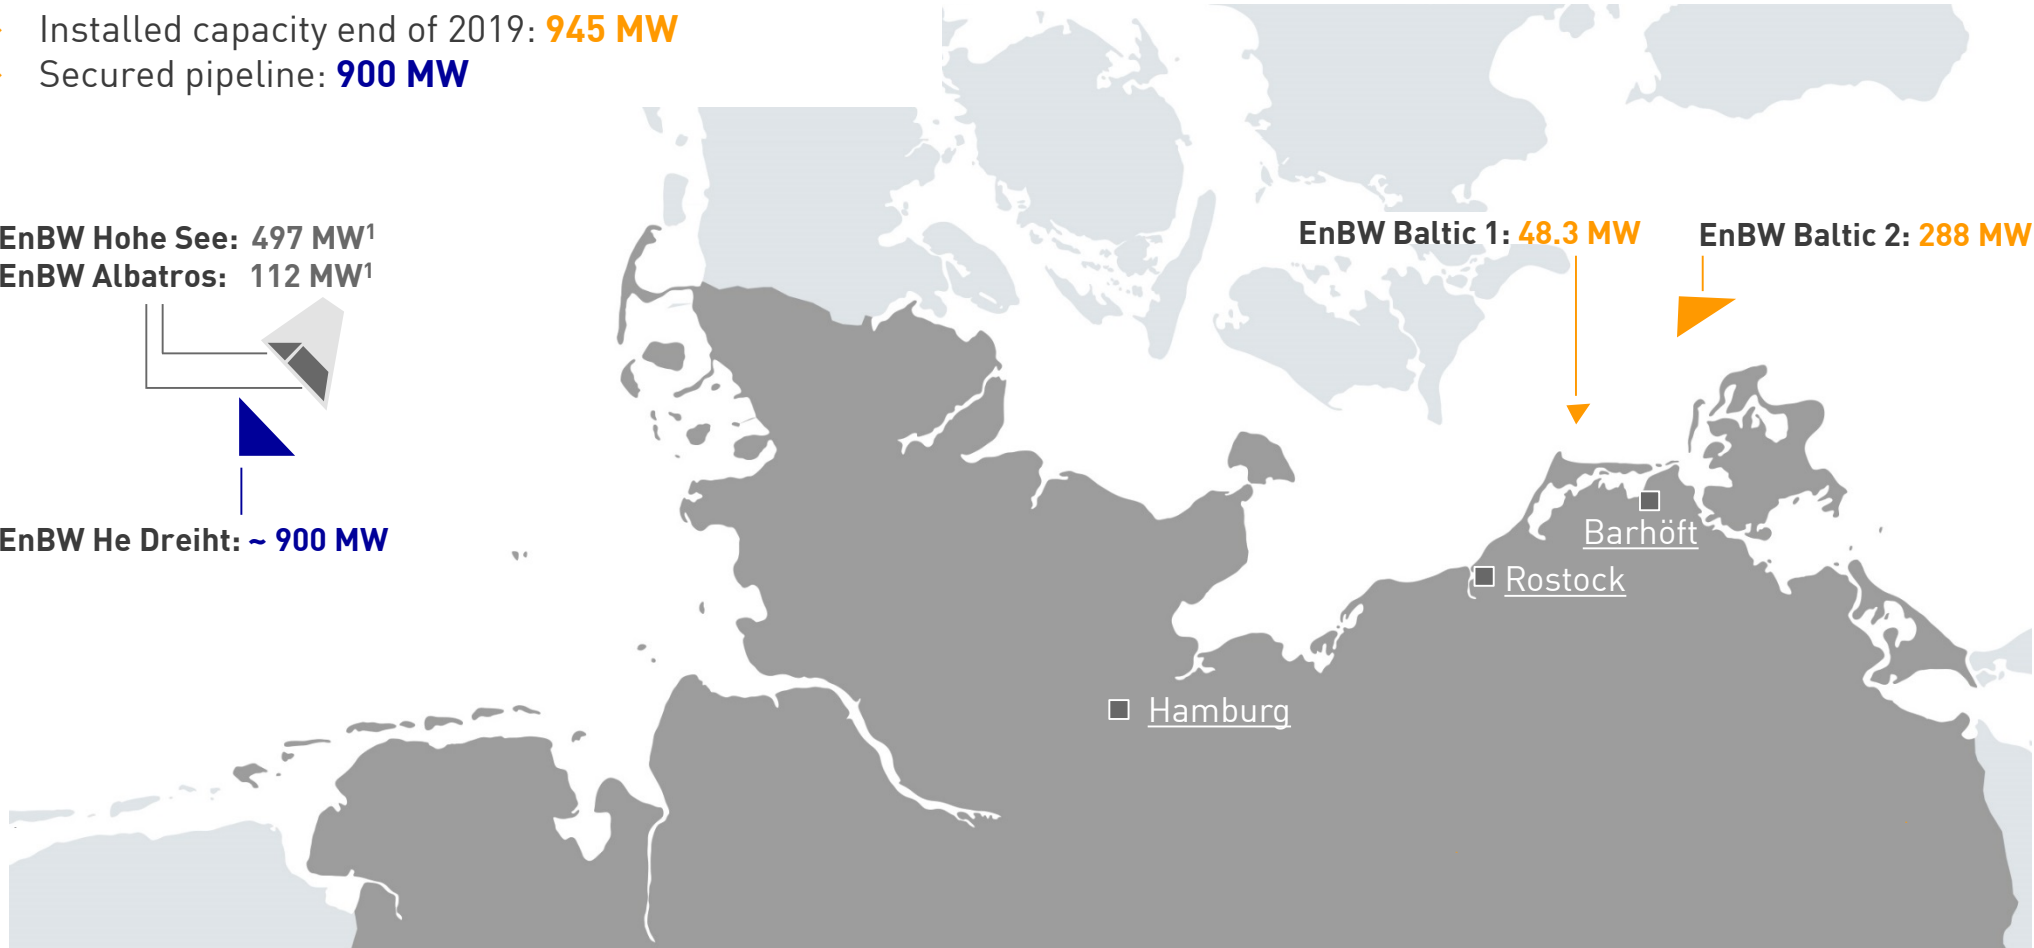 Installed capacity end of 2019: 945 MW
Secured pipeline: 900 MW
EnBW Hohe See: 497 MW¹
EnBW Albatros: 112 MW¹
EnBW Baltic 1: 48.3 MW
EnBW Baltic 2: 288 MW
EnBW He Dreiht: ~ 900 MW
Barhöft
Rostock
Hamburg